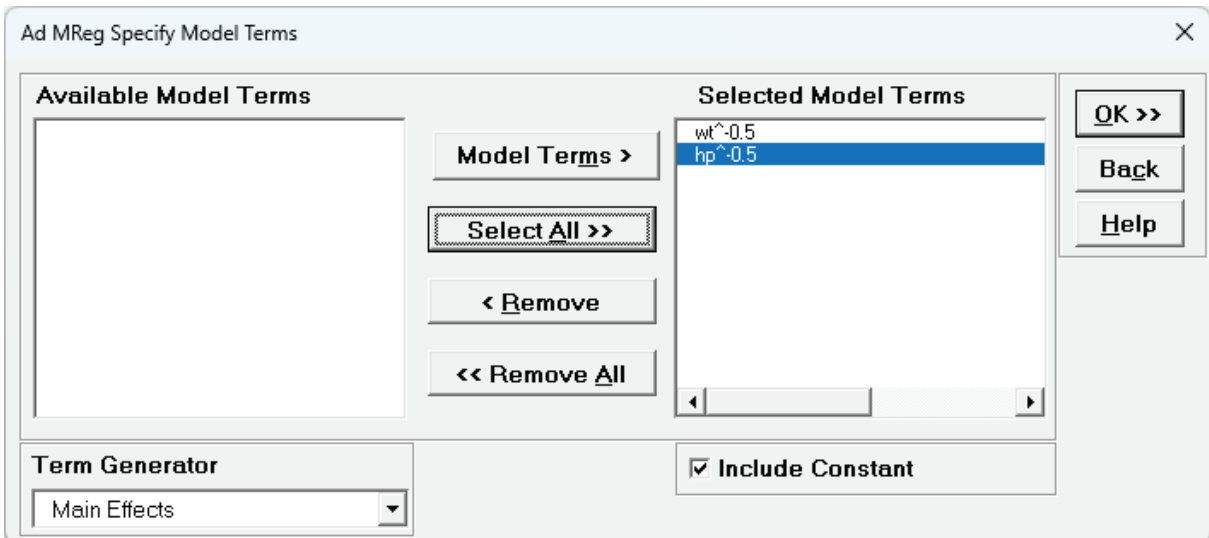 Ad MReg Specify Model Terms
Available Model Terms
Model Terms >
Select All >>
< Remove
<< Remove All
Selected Model Terms
wt^-0.5
hp^-0.5
OK >>
Back
Help
Term Generator
Main Effects
Include Constant